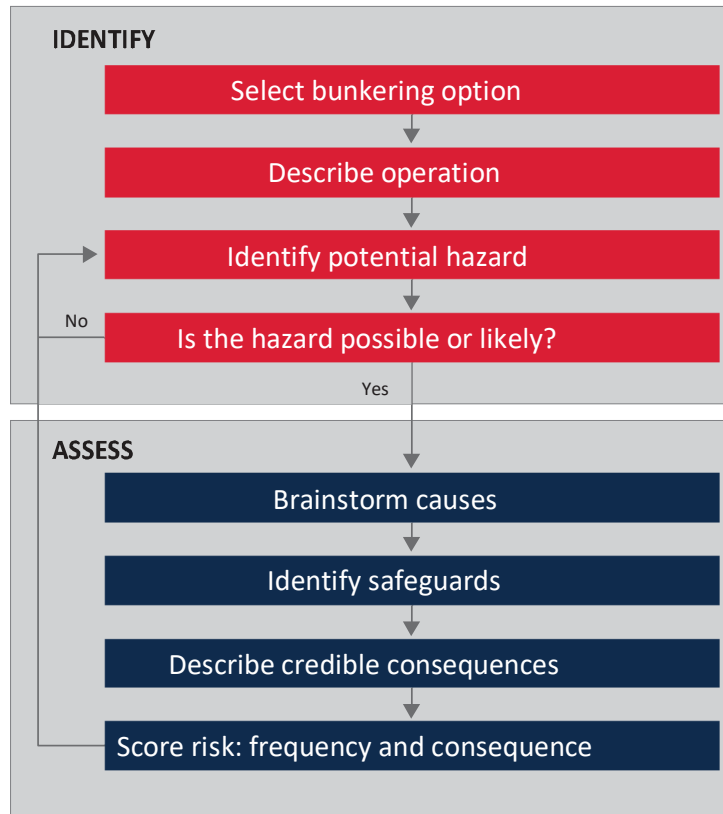 IDENTIFY
Select bunkering option
Describe operation
Identify potential hazard
No
Is the hazard possible or likely?
Yes
ASSESS
Brainstorm causes
Identify safeguards
Describe credible consequences
Score risk: frequency and consequence